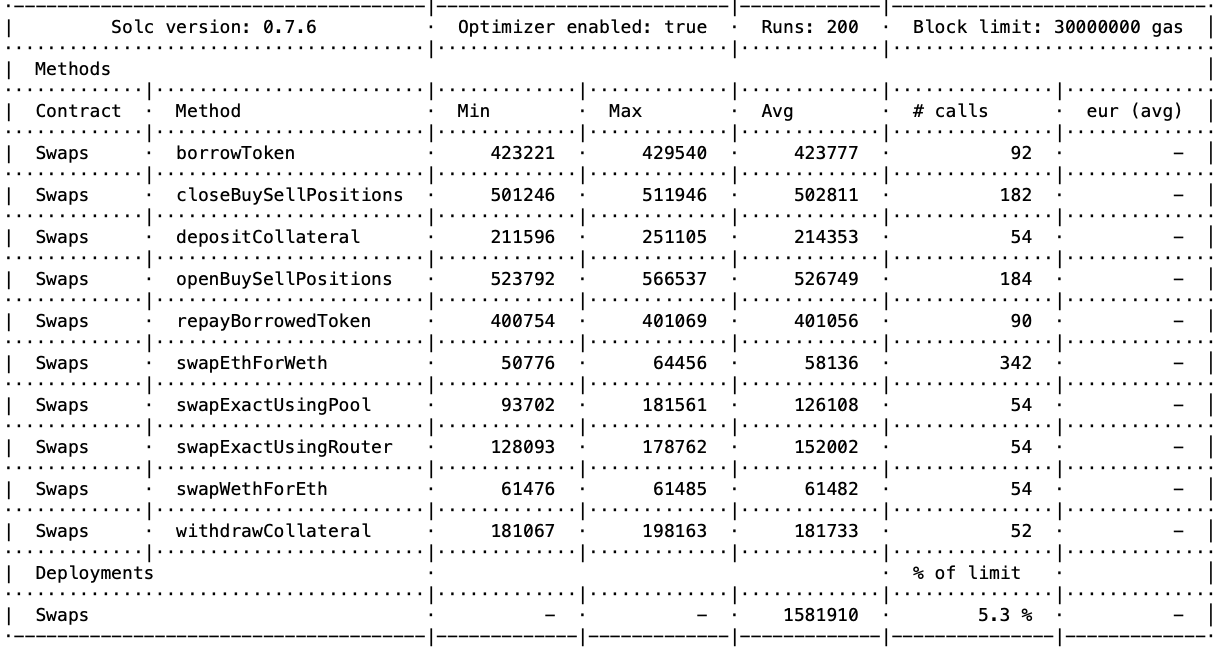 Solc version: 0.7.6 · Optimizer enabled: true · Runs: 200 · Block limit: 30000000 gas
Methods
Contract · Method · Min · Max · Avg · # calls · eur (avg)
Swaps · borrowToken · 423221 · 429540 · 423777 · 92 · -
Swaps · closeBuySellPositions · 501246 · 511946 · 502811 · 182 · -
Swaps · depositCollateral · 211596 · 251105 · 214353 · 54 · -
Swaps · openBuySellPositions · 523792 · 566537 · 526749 · 184 · -
Swaps · repayBorrowedToken · 400754 · 401069 · 401056 · 90 · -
Swaps · swapEthForWeth · 50776 · 64456 · 58136 · 342 · -
Swaps · swapExactUsingPool · 93702 · 181561 · 126108 · 54 · -
Swaps · swapExactUsingRouter · 128093 · 178762 · 152002 · 54 · -
Swaps · swapWethForEth · 61476 · 61485 · 61482 · 54 · -
Swaps · withdrawCollateral · 181067 · 198163 · 181733 · 52 · -
Deployments · · % of limit ·
Swaps · - · - · 1581910 · 5.3 % · -